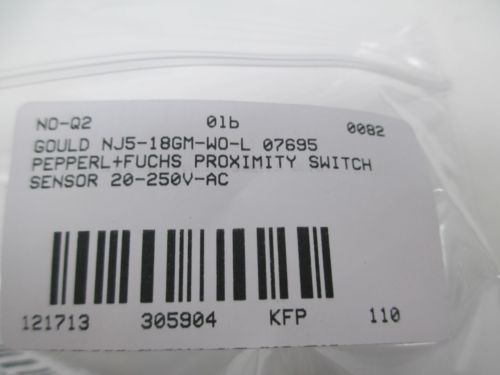 NO-Q2 01b 0082
GOULD NJ5-18GM-WO-L 07695
PEPPERL+FUCHS PROXIMITY SWITCH
SENSOR 20-250V-AC
121713 305904 KFP 110